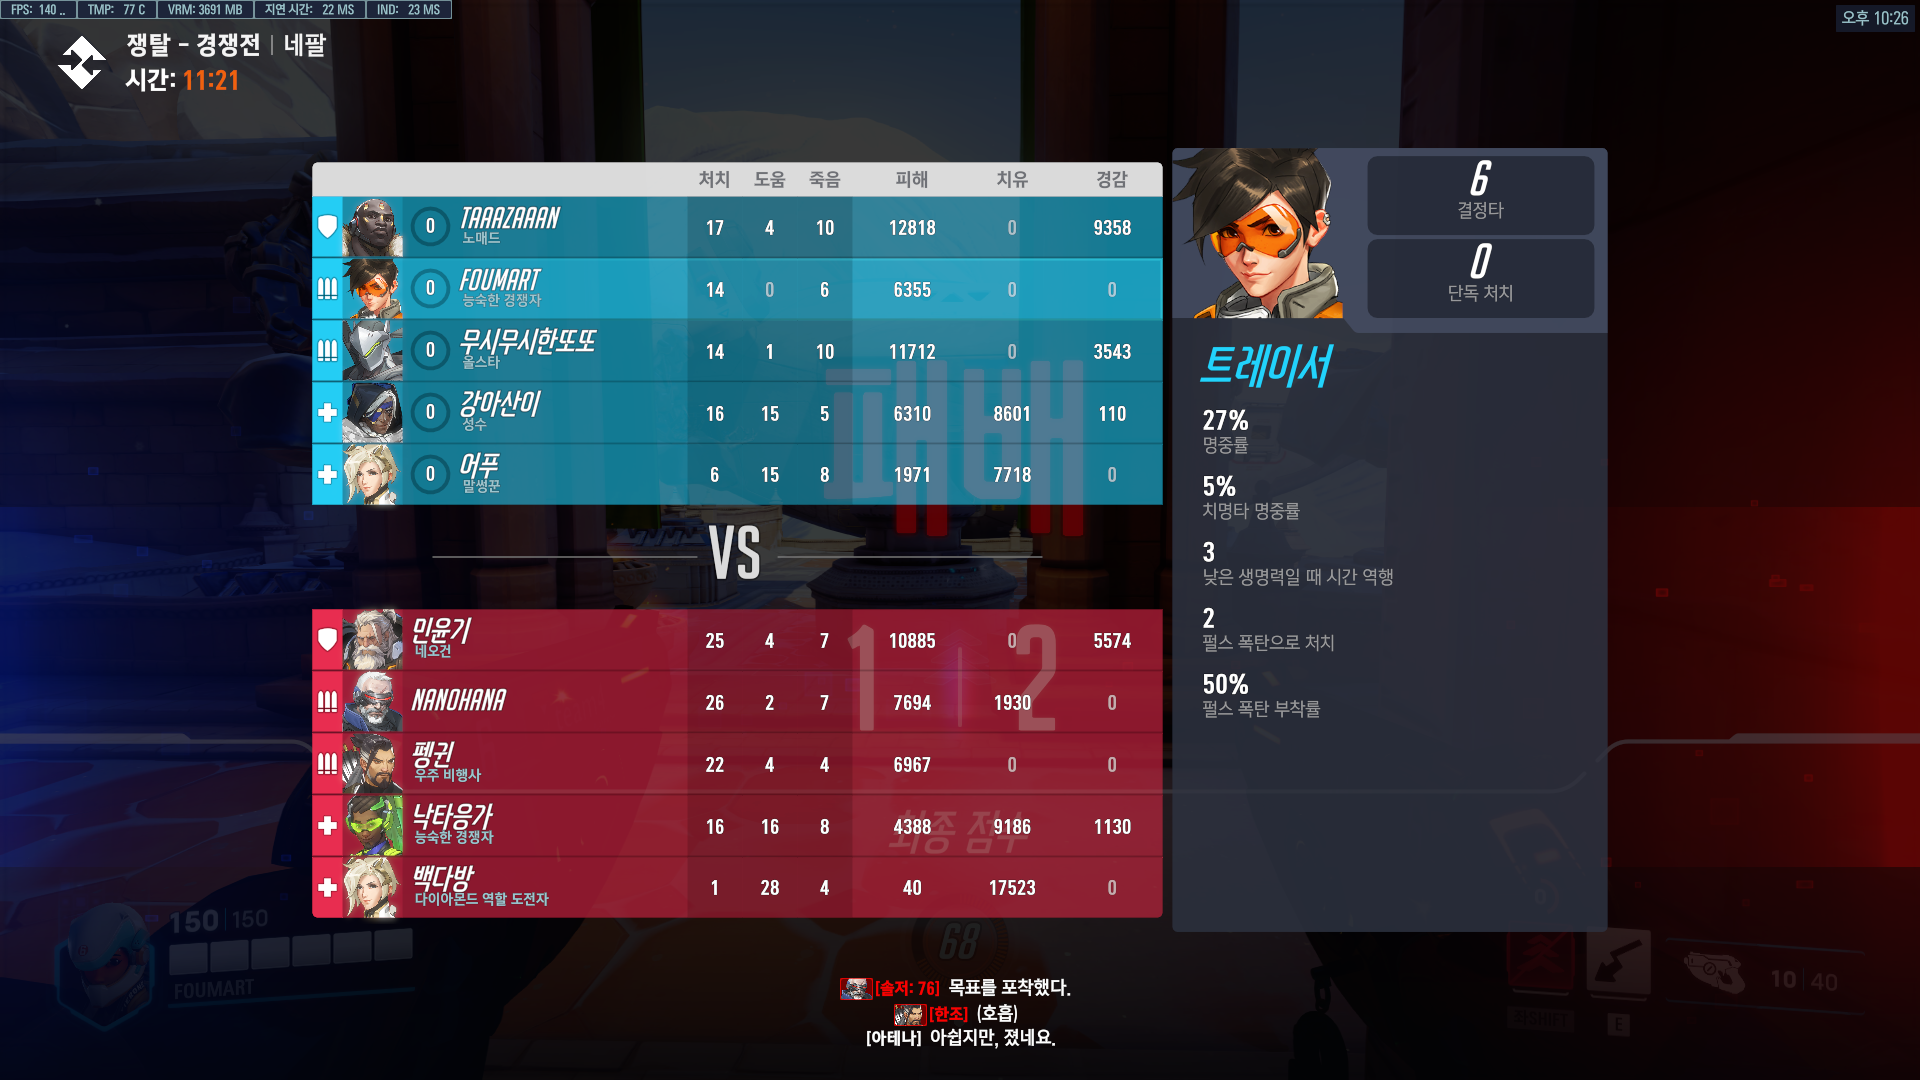 FPS: 140 .. TMP: 77 C VRM: 3691 MB 지연 시간: 22 MS IND: 23 MS
오후 10:26
쟁탈 - 경쟁전 | 네팔
시간: 11:21
처치 도움 죽음 피해 치유 경감
0 TAAAZAAAN 17 4 10 12818 0 9358
노매드
0 FOUMART 14 0 6 6355 0 0
능숙한 경쟁자
0 무시무시한또또 14 1 10 11712 0 3543
올스타
0 강아산이 16 15 5 6310 8601 110
성수
0 어푸 6 15 8 1971 7718 0
말썽꾼
패배
VS
민윤기 25 4 7 10885 0 5574
네오건
NANOHANA 26 2 7 7694 1930 0
펭귄 22 4 4 6967 0 0
우주 비행사
낙타응가 16 16 8 4388 9186 1130
능숙한 경쟁자
백다방 1 28 4 40 17523 0
다이아몬드 역할 도전자
1 | 2
최종 점수
6
결정타
0
단독 처치
트레이서
27%
명중률
5%
치명타 명중률
3
낮은 생명력일 때 시간 역행
2
펄스 폭탄으로 처치
50%
펄스 폭탄 부착률
150 | 150
FOUMART
68
[솔저: 76] 목표를 포착했다.
[한조] (호흡)
[아테나] 아쉽지만, 졌네요.
Q
10 | 40
E